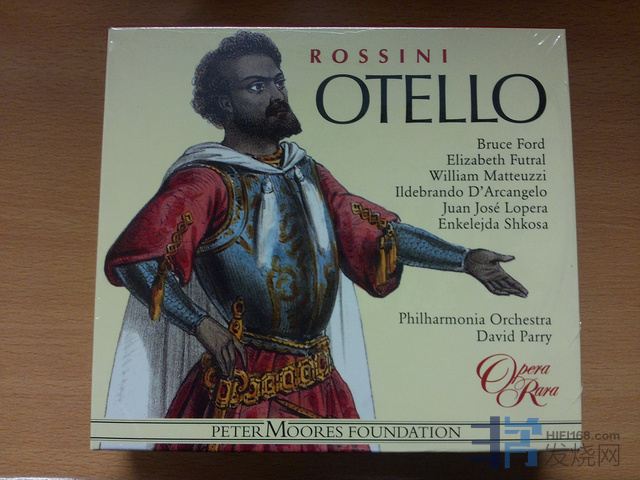 ROSSINI
OTELLO
Bruce Ford
Elizabeth Futral
William Matteuzzi
Ildebrando D'Arcangelo
Juan José Lopera
Enkelejda Shkosa
Philharmonia Orchestra
David Parry
Opera
Rara
PETER MOORES FOUNDATION
HIFI168.com
发烧网